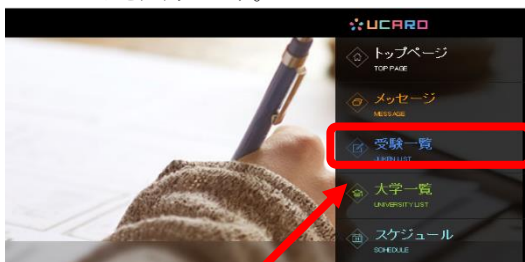 UCARO
トップページ
TOP PAGE
メッセージ
MESSAGE
受験一覧
JUKEN LIST
大学一覧
UNIVERSITY LIST
スケジュール
SCHEDULE